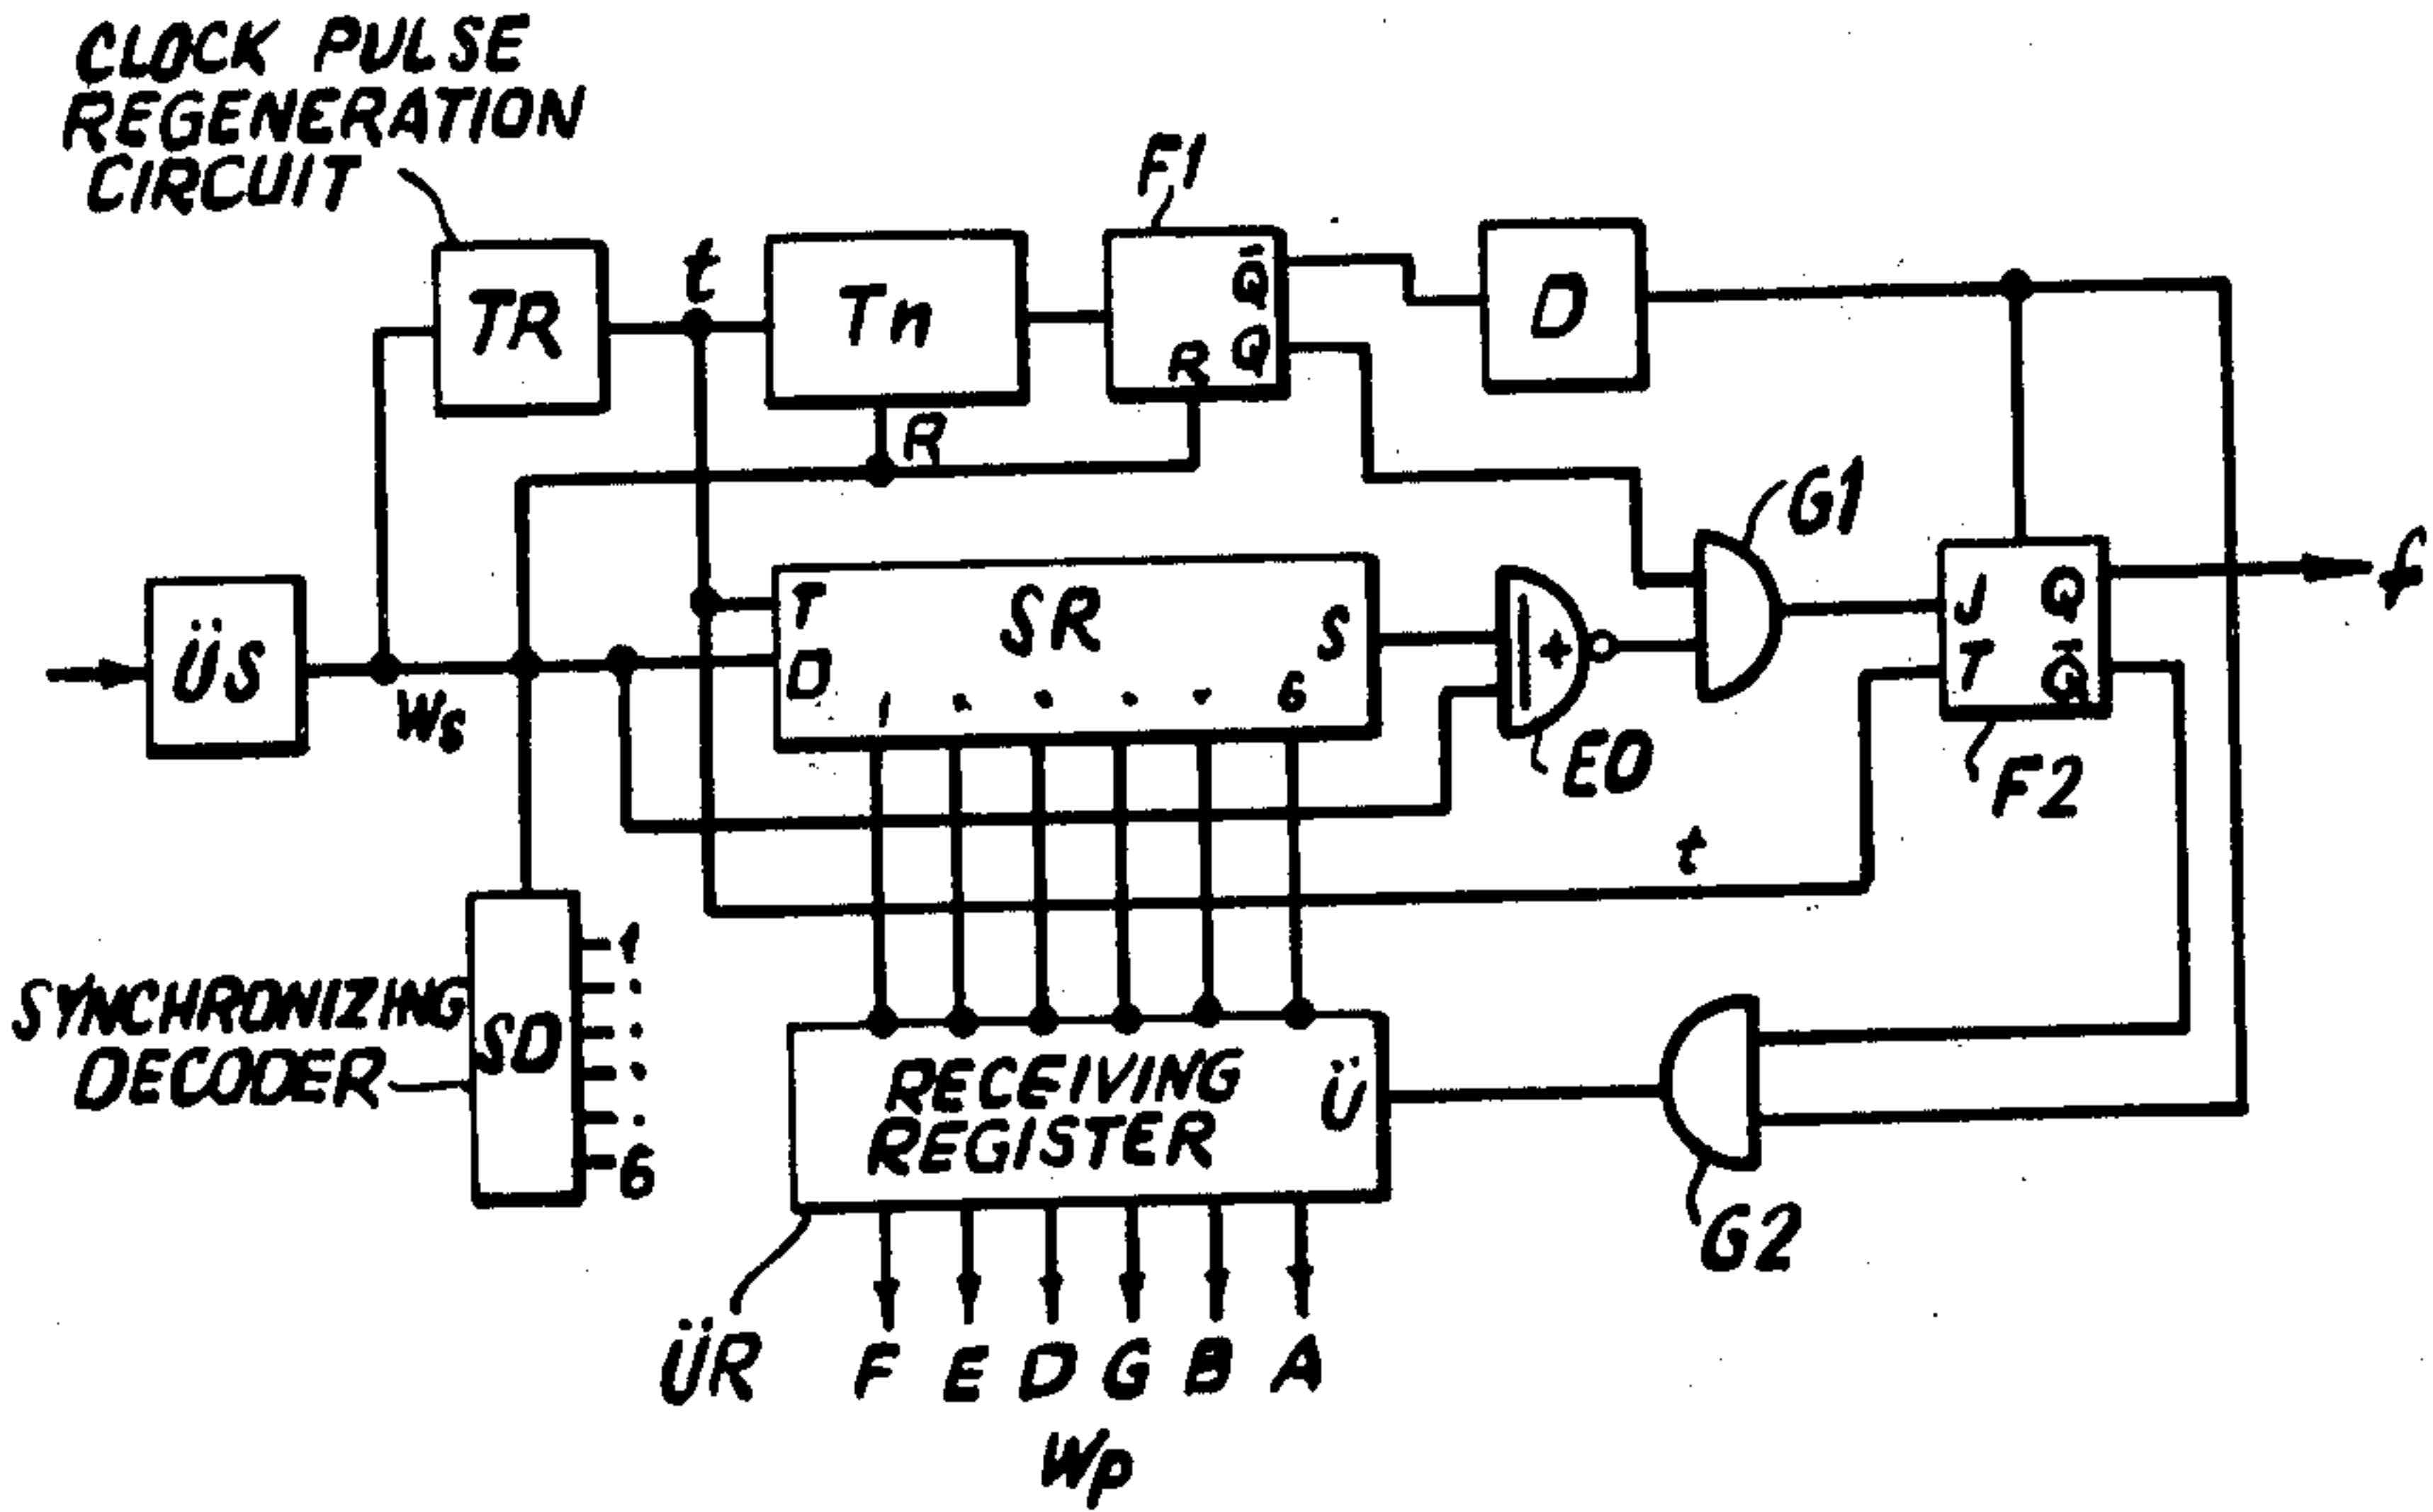 CLOCK PULSE
REGENERATION
CIRCUIT
F1
TR
t
Tn
Q̄
Q
R
D
R
G1
ÜS
WS
T
D
SR
S
1 . . . . 6
EO
J
T
Q
Q̄
f
F2
t
SYNCHRONIZING
DECODER
SD
1
6
RECEIVING
REGISTER
Ü
G2
ÜR
F E D G B A
Wp